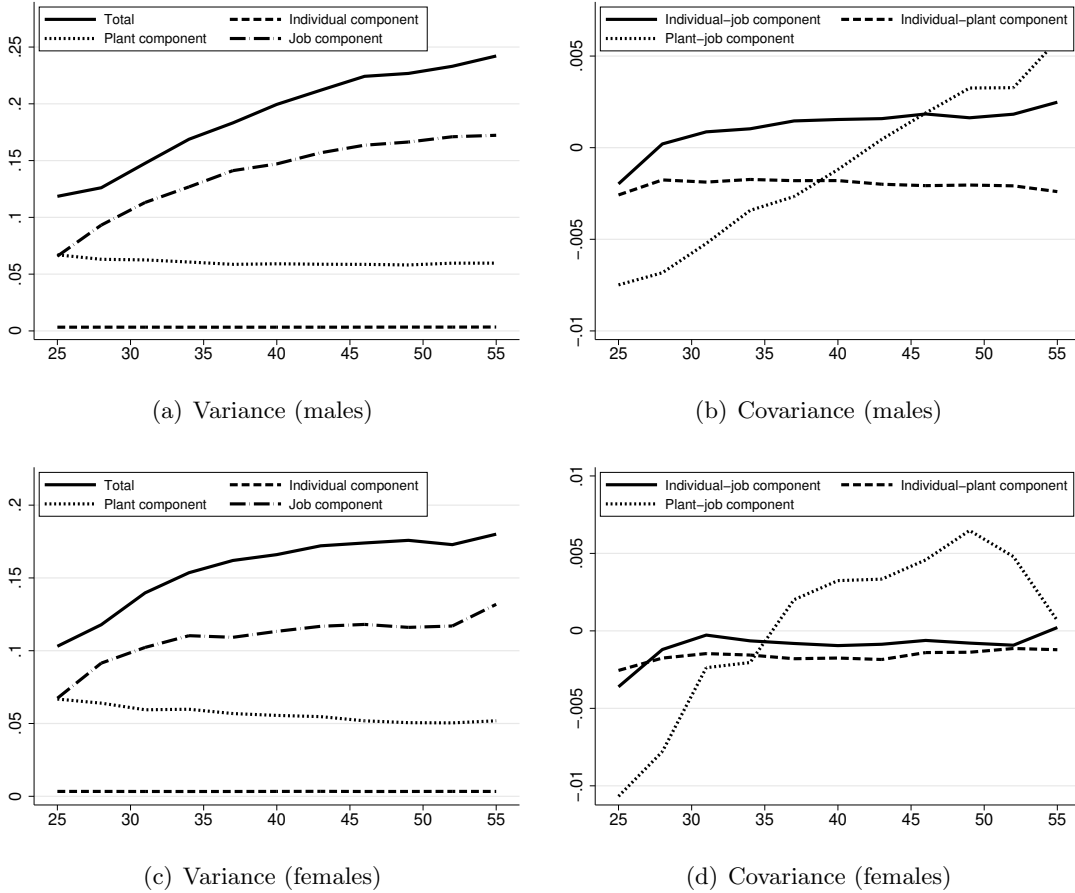 Total Individual component
Plant component Job component
.25
.2
.15
.1
.05
0
25 30 35 40 45 50 55
(a) Variance (males)
Individual−job component Individual−plant component
Plant−job component
.005
0
−.005
−.01
25 30 35 40 45 50 55
(b) Covariance (males)
Total Individual component
Plant component Job component
.2
.15
.1
.05
0
25 30 35 40 45 50 55
(c) Variance (females)
Individual−job component Individual−plant component
Plant−job component
.01
.005
0
−.005
−.01
25 30 35 40 45 50 55
(d) Covariance (females)